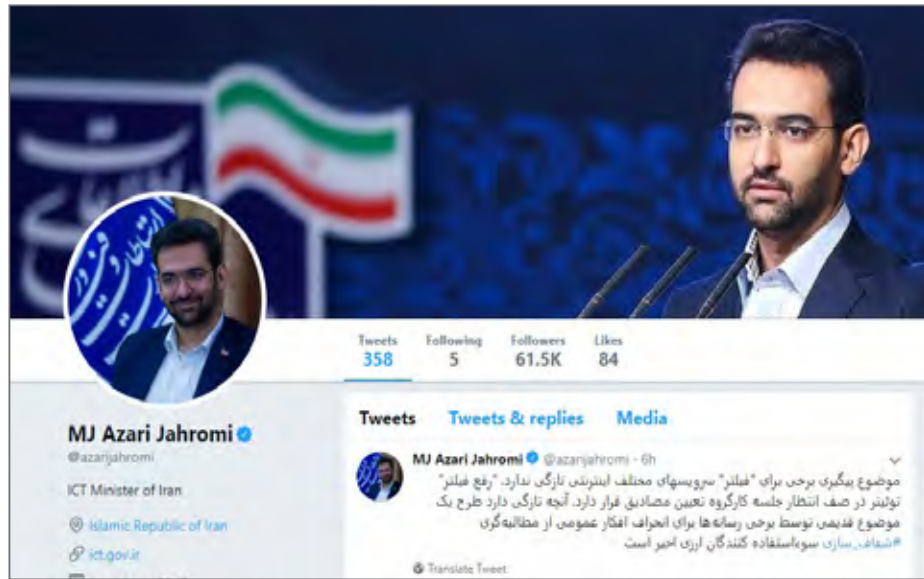 ارتباطات
و
فن
Tweets Following Followers Likes
358 5 61.5K 84
MJ Azari Jahromi
@azarijahromi
ICT Minister of Iran
Islamic Republic of Iran
ict.gov.ir
Tweets Tweets & replies Media
MJ Azari Jahromi @azarijahromi · 6h
موضوع پیگیری برخی برای "فیلتر" سرویسهای مختلف اینترنتی تازگی ندارد. "رفع فیلتر"
توئیتر در صف انتظار جلسه کارگروه تعیین مصادیق قرار دارد. آنچه تازگی دارد طرح یک
موضوع قدیمی توسط برخی رسانه‌ها برای انحراف افکار عمومی از مطالبه‌گری
#شفاف_سازی سوءاستفاده کنندگان ارزی اخیر است
Translate Tweet